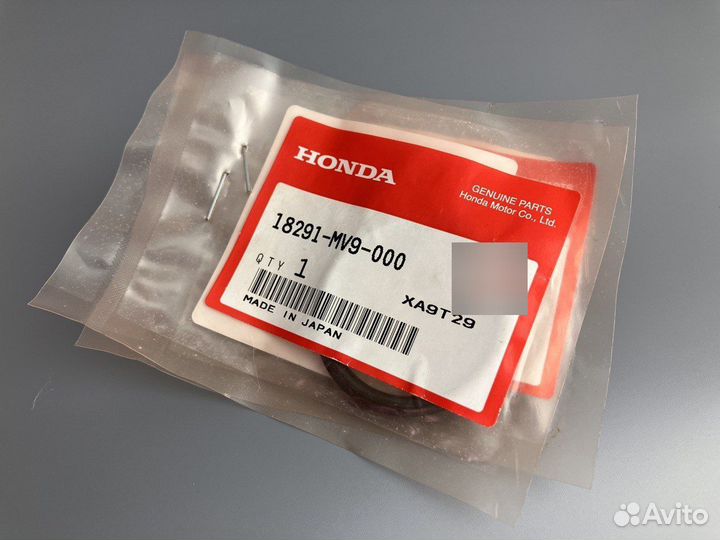 HONDA
GENUINE PARTS
Honda Motor Co., Ltd.
18291-MV9-000
QTY 1
XA9T29
MADE IN JAPAN
Avito